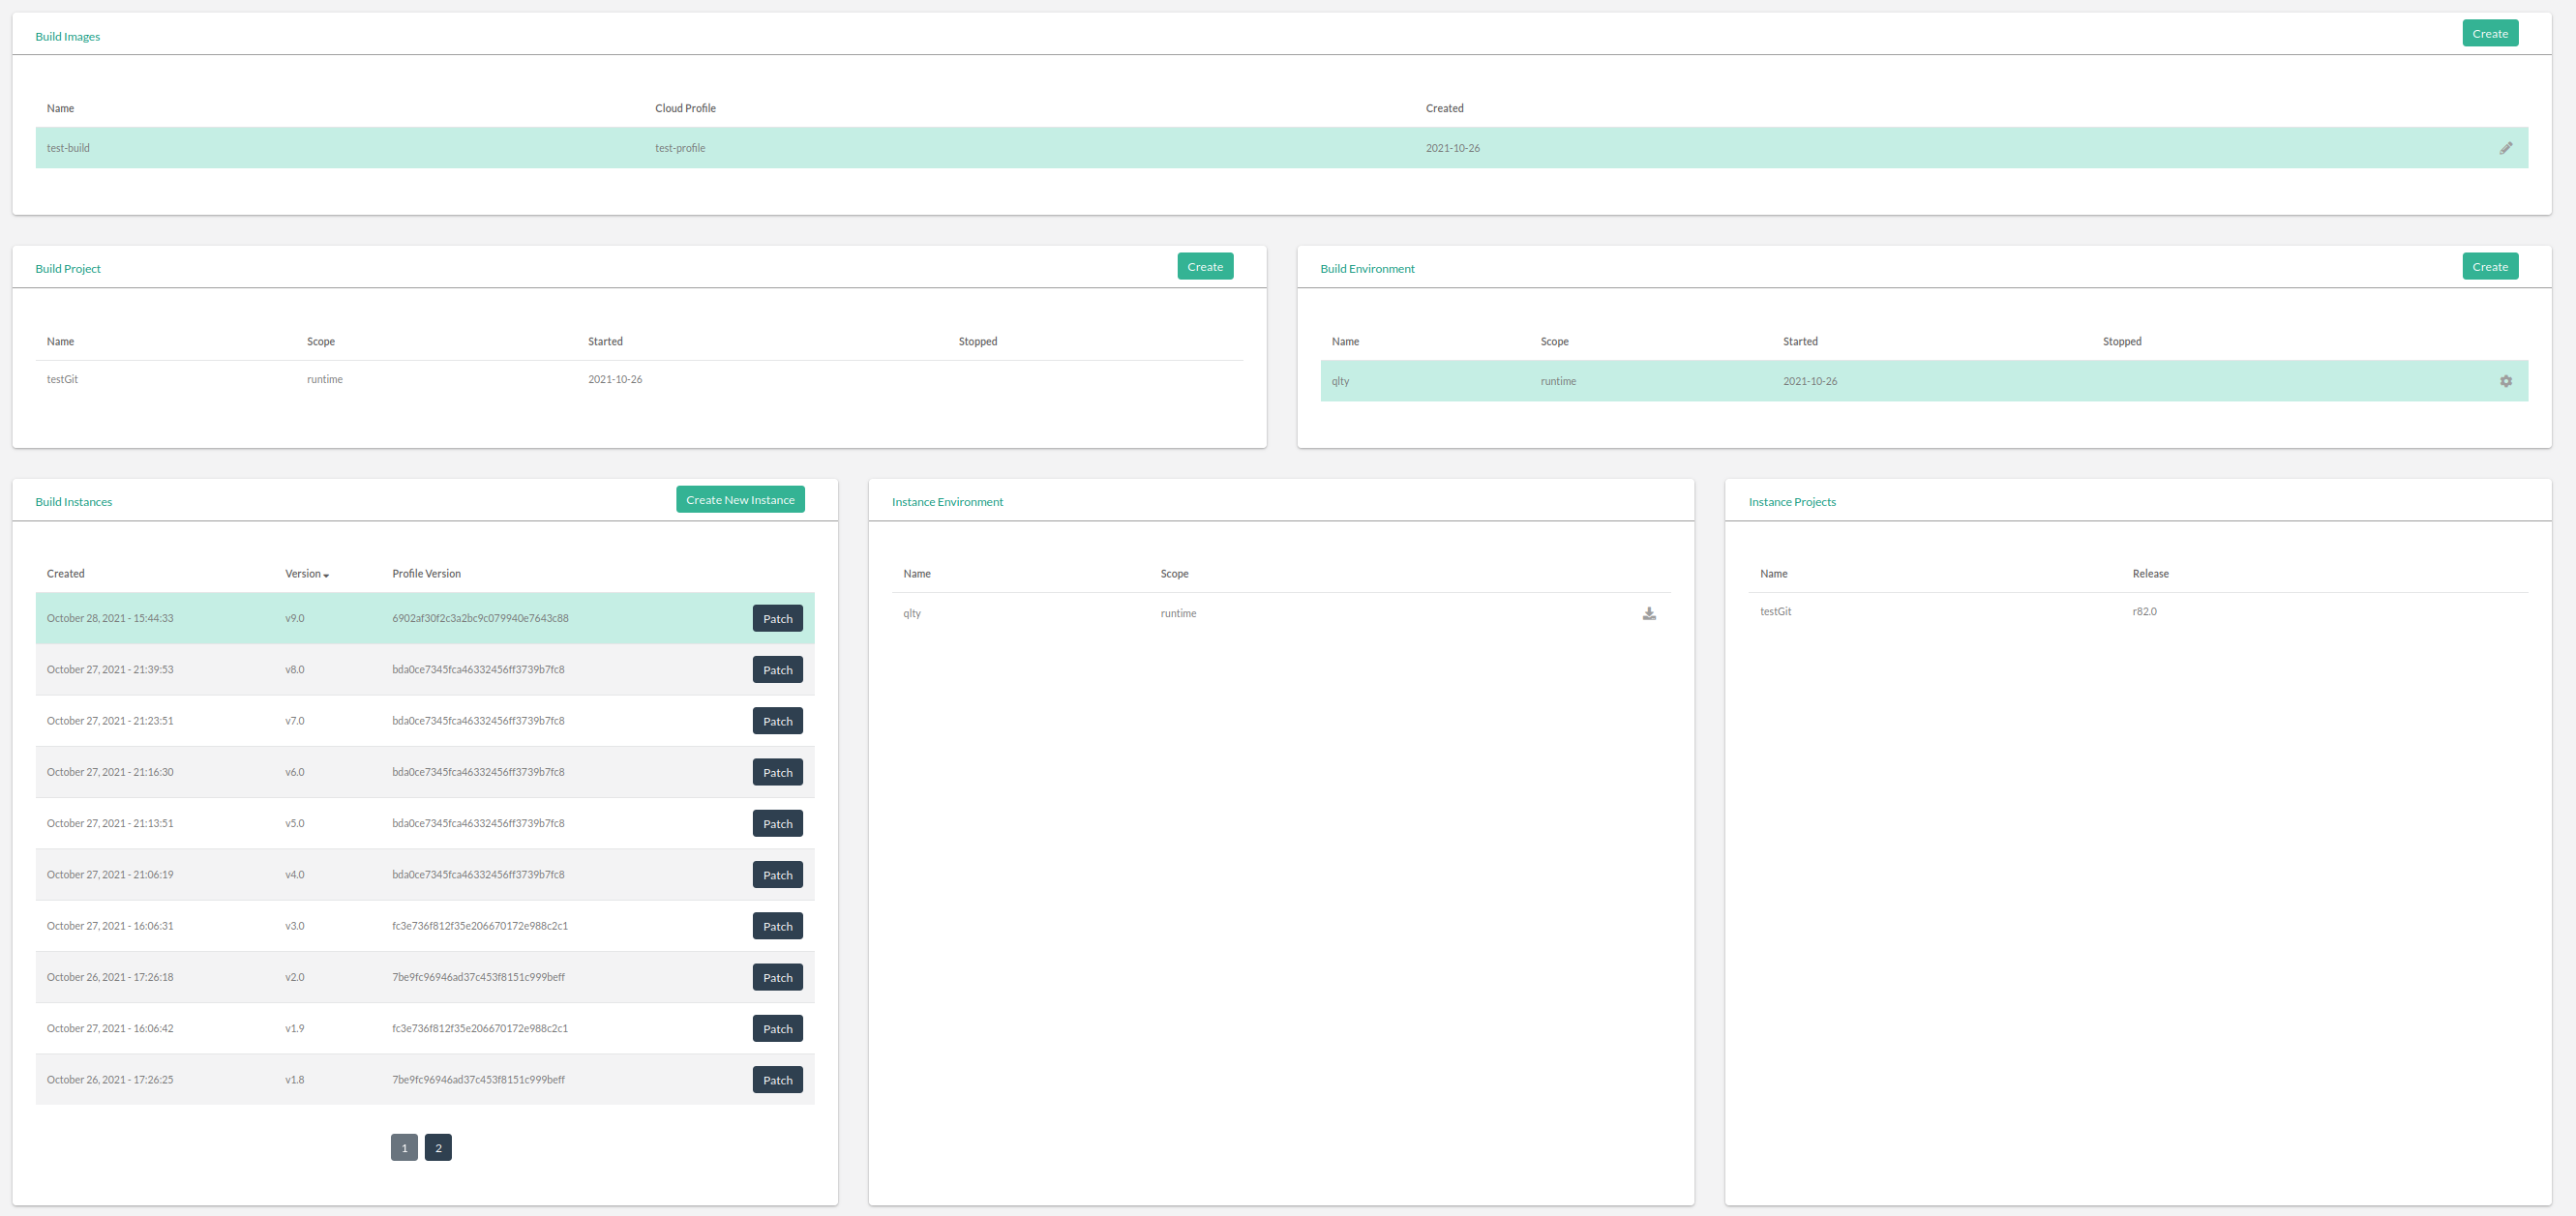 Build Images Create
Name Cloud Profile Created
test-build test-profile 2021-10-26
Build Project Create
Name Scope Started Stopped
testGit runtime 2021-10-26
Build Environment Create
Name Scope Started Stopped
qlty runtime 2021-10-26
Build Instances Create New Instance
Created Version Profile Version
October 28, 2021 - 15:44:33 v9.0 6902af30f2c3a2bc9c079940e7643c88 Patch
October 27, 2021 - 21:39:53 v8.0 bda0ce7345fca46332456ff3739b7fc8 Patch
October 27, 2021 - 21:23:51 v7.0 bda0ce7345fca46332456ff3739b7fc8 Patch
October 27, 2021 - 21:16:30 v6.0 bda0ce7345fca46332456ff3739b7fc8 Patch
October 27, 2021 - 21:13:51 v5.0 bda0ce7345fca46332456ff3739b7fc8 Patch
October 27, 2021 - 21:06:19 v4.0 bda0ce7345fca46332456ff3739b7fc8 Patch
October 27, 2021 - 16:06:31 v3.0 fc3e736f812f35e206670172e988c2c1 Patch
October 26, 2021 - 17:26:18 v2.0 7be9fc96946ad37c453f8151c999beff Patch
October 27, 2021 - 16:06:42 v1.9 fc3e736f812f35e206670172e988c2c1 Patch
October 26, 2021 - 17:26:25 v1.8 7be9fc96946ad37c453f8151c999beff Patch
1 2
Instance Environment
Name Scope
qlty runtime
Instance Projects
Name Release
testGit r82.0